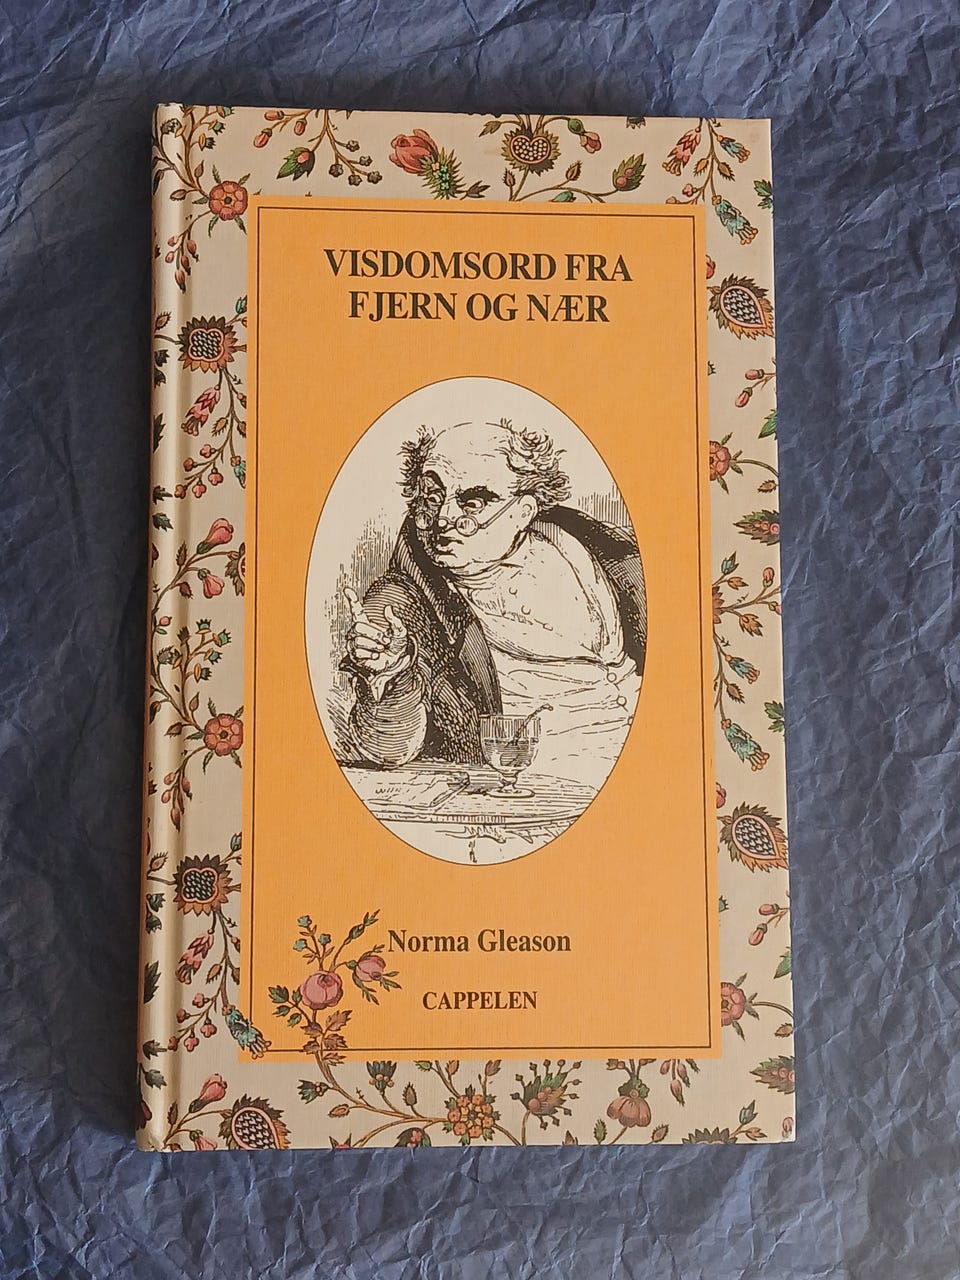 VISDOMSORD FRA
FJERN OG NÆR
Norma Gleason
CAPPELEN